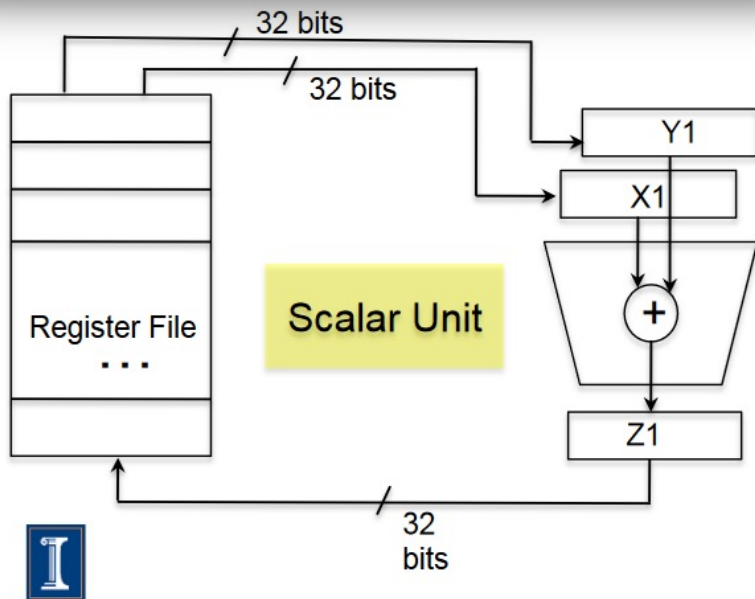 32 bits
32 bits
Y1
X1
Scalar Unit
+
Register File
...
Z1
32
bits
I